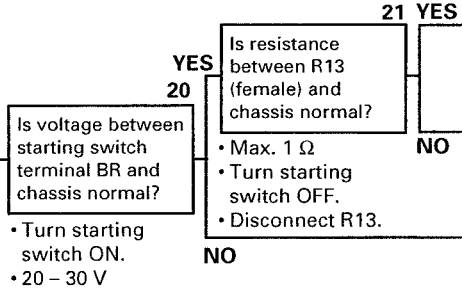 21 YES
Is resistance
between R13
(female) and
chassis normal?
YES
20
Is voltage between
starting switch
terminal BR and
chassis normal?
• Max. 1 Ω
• Turn starting
switch OFF.
• Disconnect R13.
NO
• Turn starting
switch ON.
• 20 – 30 V
NO